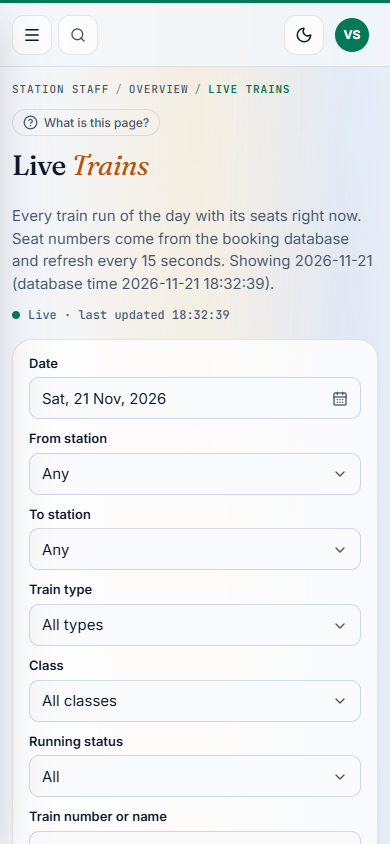 VS
STATION STAFF / OVERVIEW / LIVE TRAINS
What is this page?
Live Trains
Every train run of the day with its seats right now.
Seat numbers come from the booking database
and refresh every 15 seconds. Showing 2026-11-21
(database time 2026-11-21 18:32:39).
Live · last updated 18:32:39
Date
Sat, 21 Nov, 2026
From station
Any
To station
Any
Train type
All types
Class
All classes
Running status
All
Train number or name